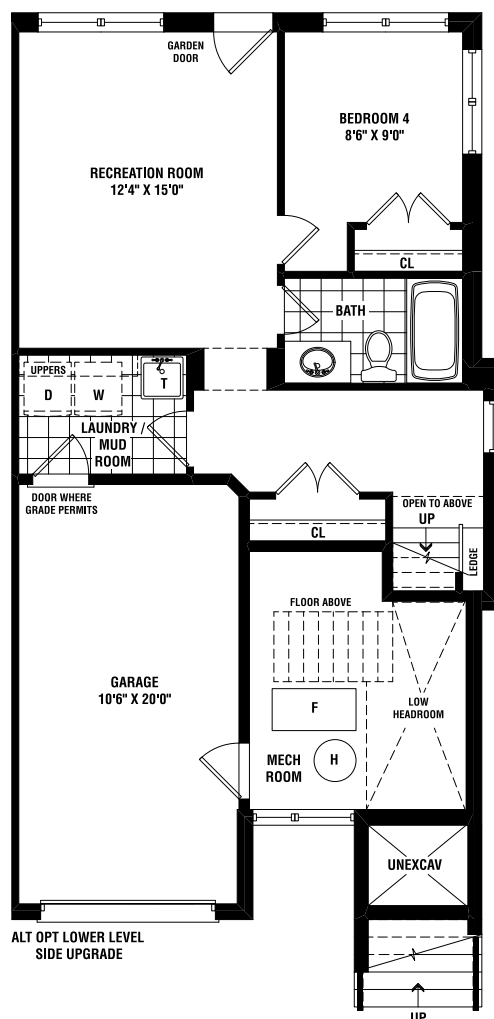 GARDEN
DOOR
BEDROOM 4
8'6" X 9'0"
RECREATION ROOM
12'4" X 15'0"
CL
BATH
UPPERS
D
W
T
LAUNDRY /
MUD
ROOM
DOOR WHERE
GRADE PERMITS
OPEN TO ABOVE
UP
LEDGE
CL
FLOOR ABOVE
GARAGE
10'6" X 20'0"
F
LOW
HEADROOM
MECH
ROOM
H
UNEXCAV
ALT OPT LOWER LEVEL
SIDE UPGRADE
UP